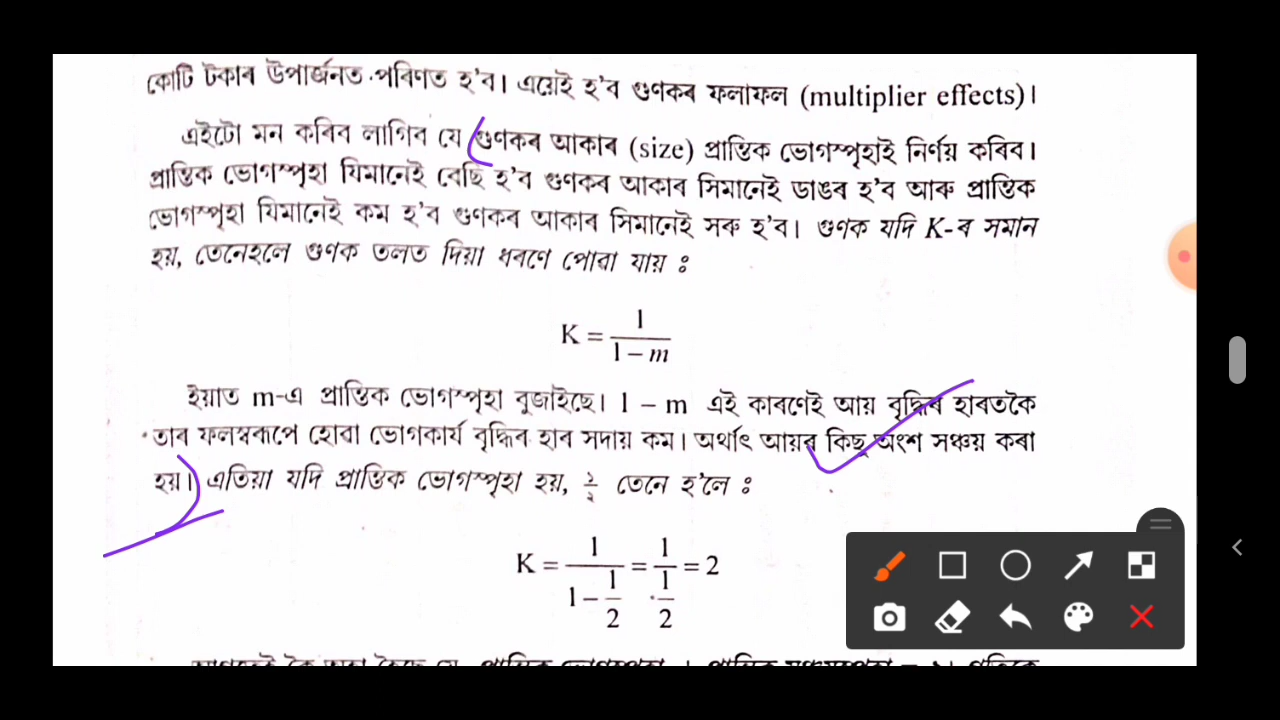 কোটি টকাৰ উপাৰ্জনত পৰিণত হ'ব। এয়েই হ'ব গুণকৰ ফলাফল (multiplier effects)।
এইটো মন কৰিব লাগিব যে গুণকৰ আকাৰ (size) প্ৰান্তিক ভোগস্পৃহাই নিৰ্ণয় কৰিব।
প্ৰান্তিক ভোগস্পৃহা যিমানেই বেছি হ'ব গুণকৰ আকাৰ সিমানেই ডাঙৰ হ'ব আৰু প্ৰান্তিক
ভোগস্পৃহা যিমানেই কম হ'ব গুণকৰ আকাৰ সিমানেই সৰু হ'ব। গুণক যদি K-ৰ সমান
হয়, তেনেহলে গুণক তলত দিয়া ধৰণে পোৱা যায় ঃ
K = 1/(1 – m)
ইয়াত m-এ প্ৰান্তিক ভোগস্পৃহা বুজাইছে। 1 – m এই কাৰণেই আয় বৃদ্ধিৰ হাৰতকৈ
তাৰ ফলস্বৰূপে হোৱা ভোগকাৰ্য বৃদ্ধিৰ হাৰ সদায় কম। অৰ্থাৎ আয়ৰ কিছু অংশ সঞ্চয় কৰা
হয়। এতিয়া যদি প্ৰান্তিক ভোগস্পৃহা হয়, ১/২ তেনে হ'লে ঃ
K = 1/(1 – 1/2) = 1/(1/2) = 2